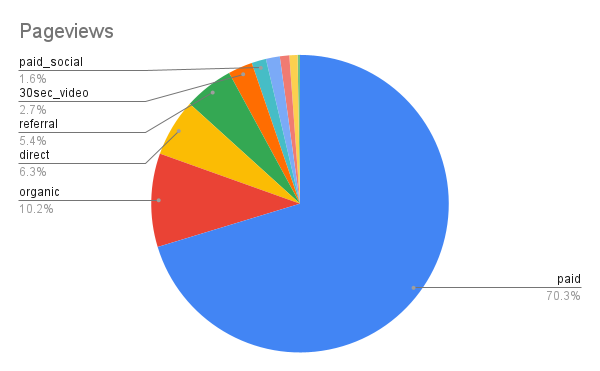 Pageviews
paid_social
1.6%
30sec_video
2.7%
referral
5.4%
direct
6.3%
organic
10.2%
paid
70.3%